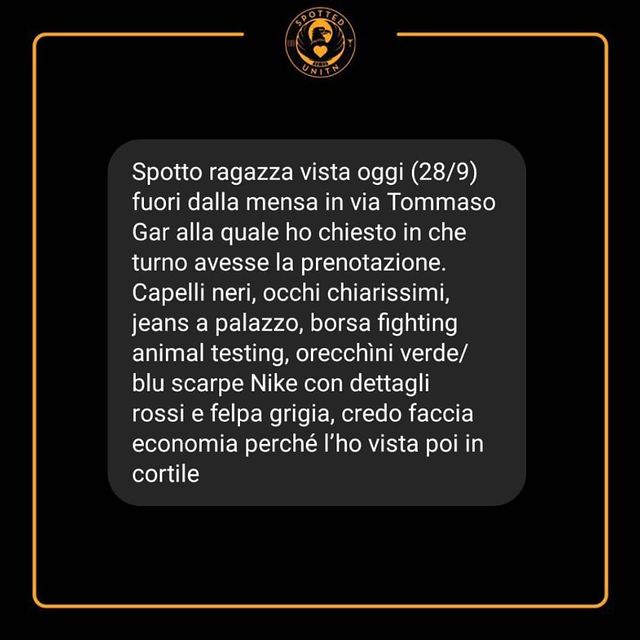 SPOTTED
UNITN
Spotto ragazza vista oggi (28/9)
fuori dalla mensa in via Tommaso
Gar alla quale ho chiesto in che
turno avesse la prenotazione.
Capelli neri, occhi chiarissimi,
jeans a palazzo, borsa fighting
animal testing, orecchìni verde/
blu scarpe Nike con dettagli
rossi e felpa grigia, credo faccia
economia perché l’ho vista poi in
cortile